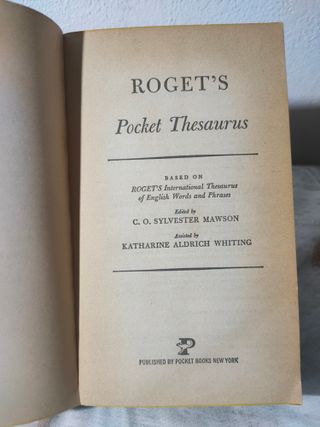 ROGET'S
Pocket Thesaurus
BASED ON
ROGET'S International Thesaurus
of English Words and Phrases
Edited by
C. O. SYLVESTER MAWSON
Assisted by
KATHARINE ALDRICH WHITING
P
PUBLISHED BY POCKET BOOKS NEW YORK